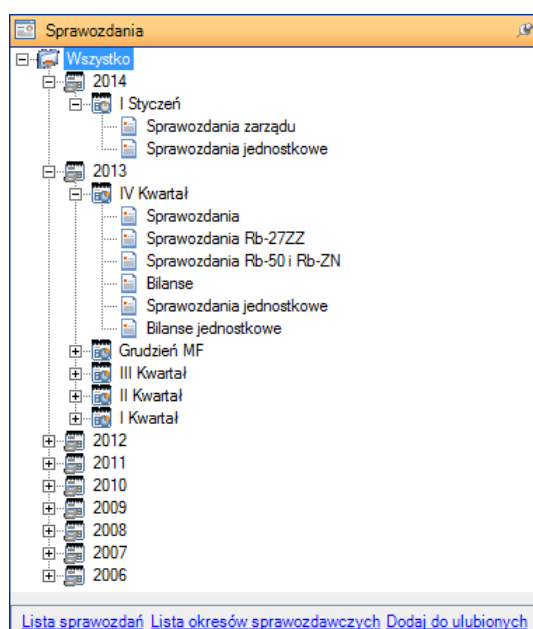 Sprawozdania
Wszystko
2014
I Styczeń
Sprawozdania zarządu
Sprawozdania jednostkowe
2013
IV Kwartał
Sprawozdania
Sprawozdania Rb-27ZZ
Sprawozdania Rb-50 i Rb-ZN
Bilanse
Sprawozdania jednostkowe
Bilanse jednostkowe
Grudzień MF
III Kwartał
II Kwartał
I Kwartał
2012
2011
2010
2009
2008
2007
2006
Lista sprawozdań Lista okresów sprawozdawczych Dodaj do ulubionych